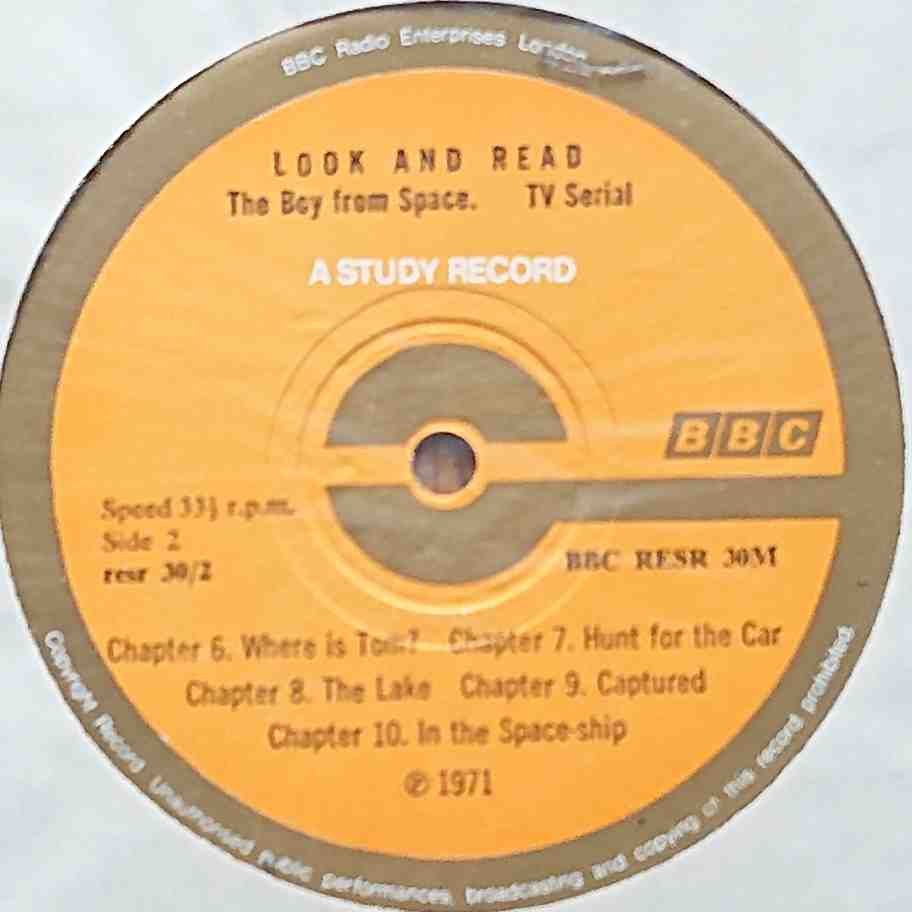 BBC Radio Enterprises London
LOOK AND READ
The Boy from Space. TV Serial
A STUDY RECORD
BBC
Speed 33⅓ r.p.m.
Side 2
resr 30/2
BBC RESR 30M
Chapter 6. Where is Tom? Chapter 7. Hunt for the Car
Chapter 8. The Lake Chapter 9. Captured
Chapter 10. In the Space-ship
℗ 1971
Copyright Record Unauthorised public performances, broadcasting and copying of this record prohibited